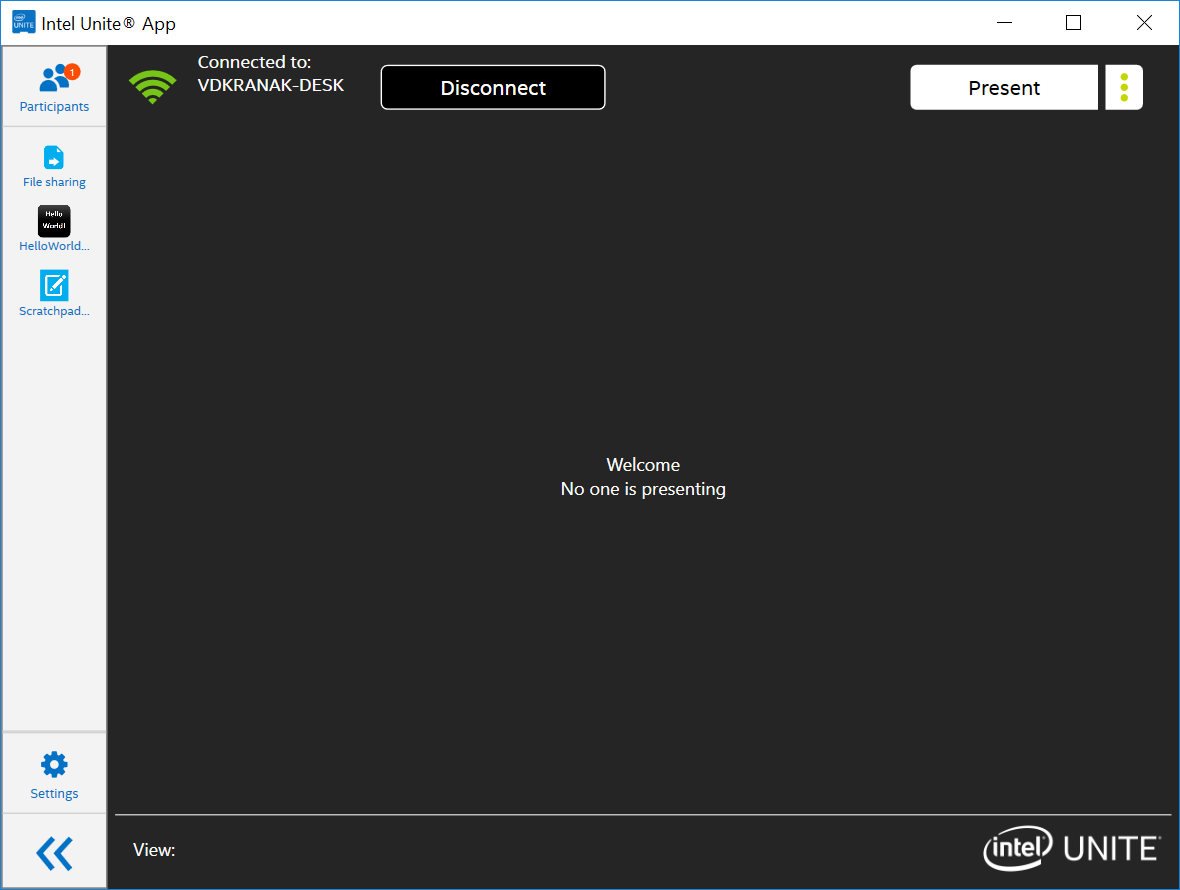 Intel Unite® App
1
Participants
File sharing
Hello
World!
HelloWorld...
Scratchpad...
Settings
Connected to:
VDKRANAK-DESK
Disconnect
Present
Welcome
No one is presenting
View:
intel UNITE